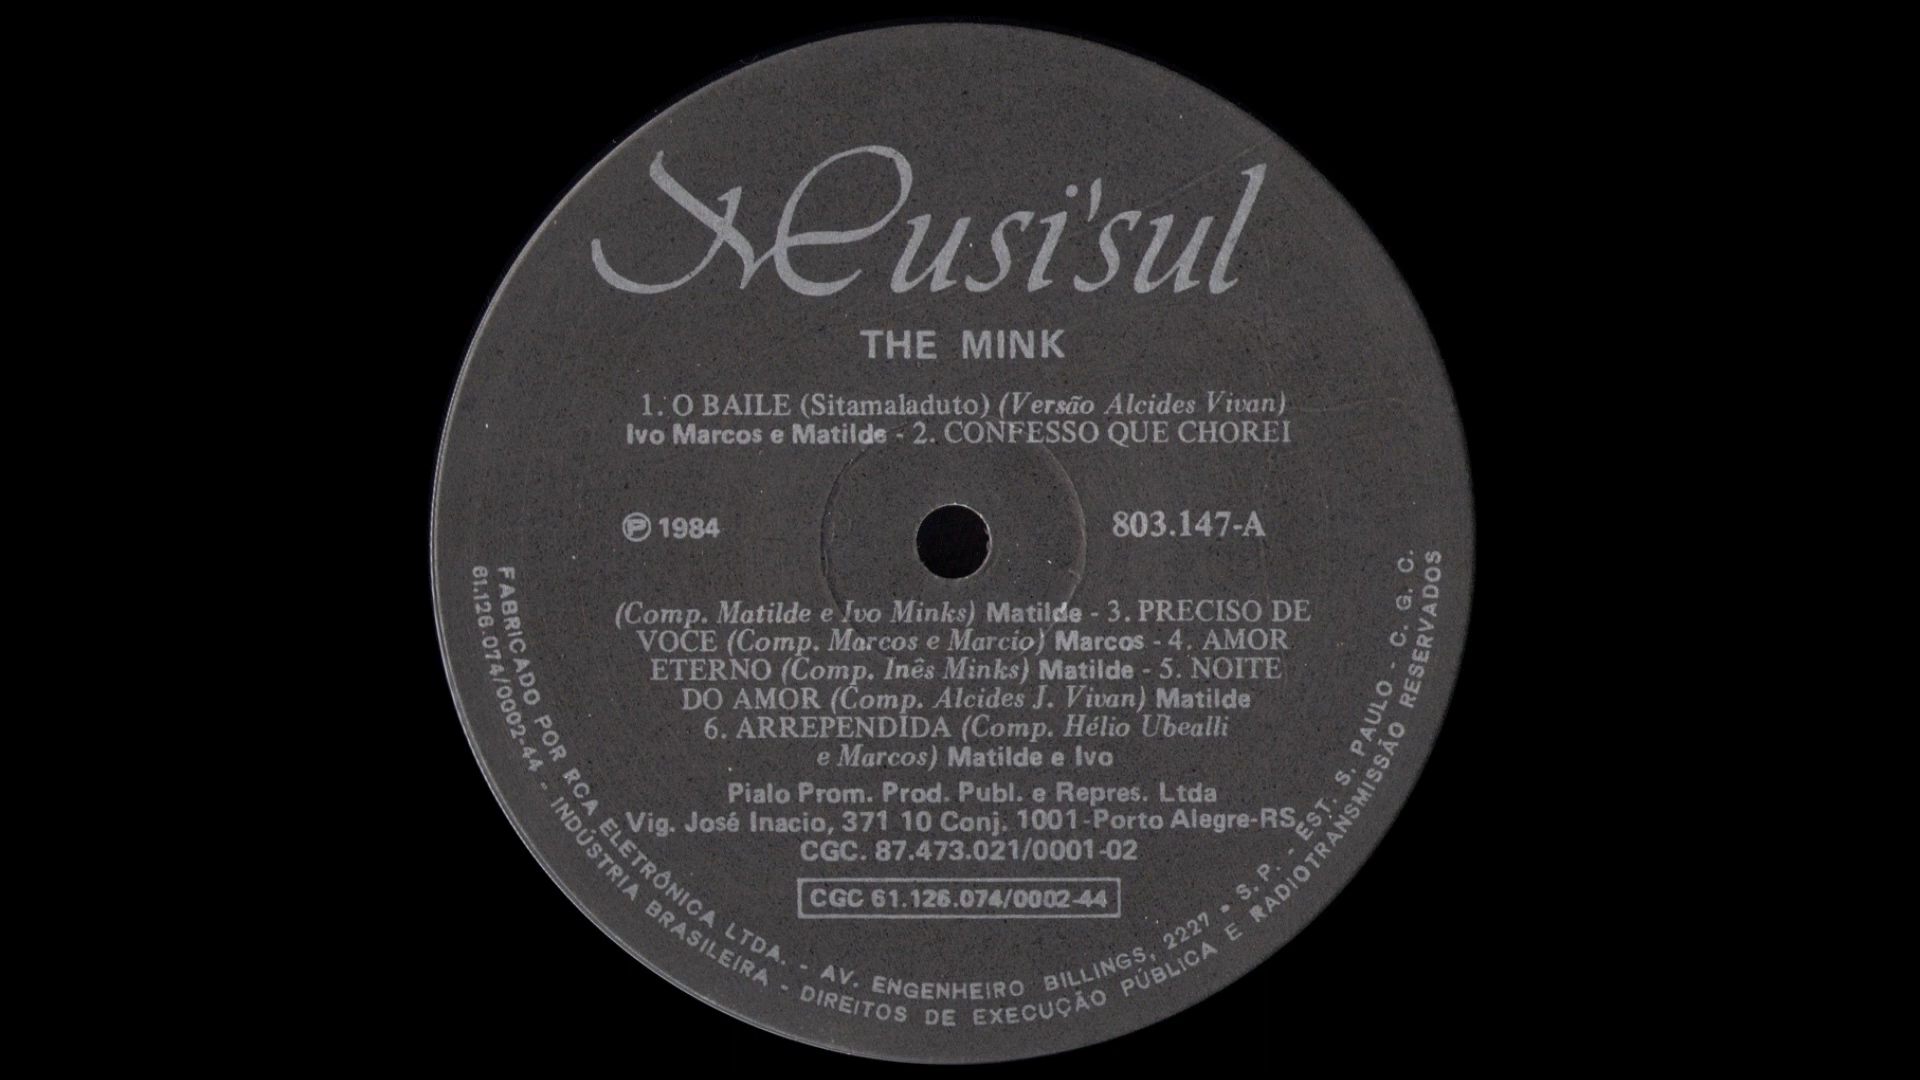 Musi'sul
THE MINK
1. O BAILE (Sitamaladuto) (Versão Alcides Vivan)
Ivo Marcos e Matilde - 2. CONFESSO QUE CHOREI
Ⓟ 1984
803.147-A
(Comp. Matilde e Ivo Minks) Matilde - 3. PRECISO DE
VOCE (Comp. Marcos e Marcio) Marcos - 4. AMOR
ETERNO (Comp. Inês Minks) Matilde - 5. NOITE
DO AMOR (Comp. Alcides J. Vivan) Matilde
6. ARREPENDIDA (Comp. Hélio Ubealli
e Marcos) Matilde e Ivo
Pialo Prom. Prod. Publ. e Repres. Ltda
Vig. José Inacio, 371 10 Conj. 1001-Porto Alegre-RS,
CGC. 87.473.021/0001-02
CGC 61.126.074/0002-44
FABRICADO POR RCA ELETRÔNICA LTDA. - AV. ENGENHEIRO BILLINGS, 2227 - S. P. - EST. S. PAULO - C. G. C.
61.126.074/0002-44 - INDÚSTRIA BRASILEIRA - DIREITOS DE EXECUÇÃO PÚBLICA E RADIOTRANSMISSÃO RESERVADOS